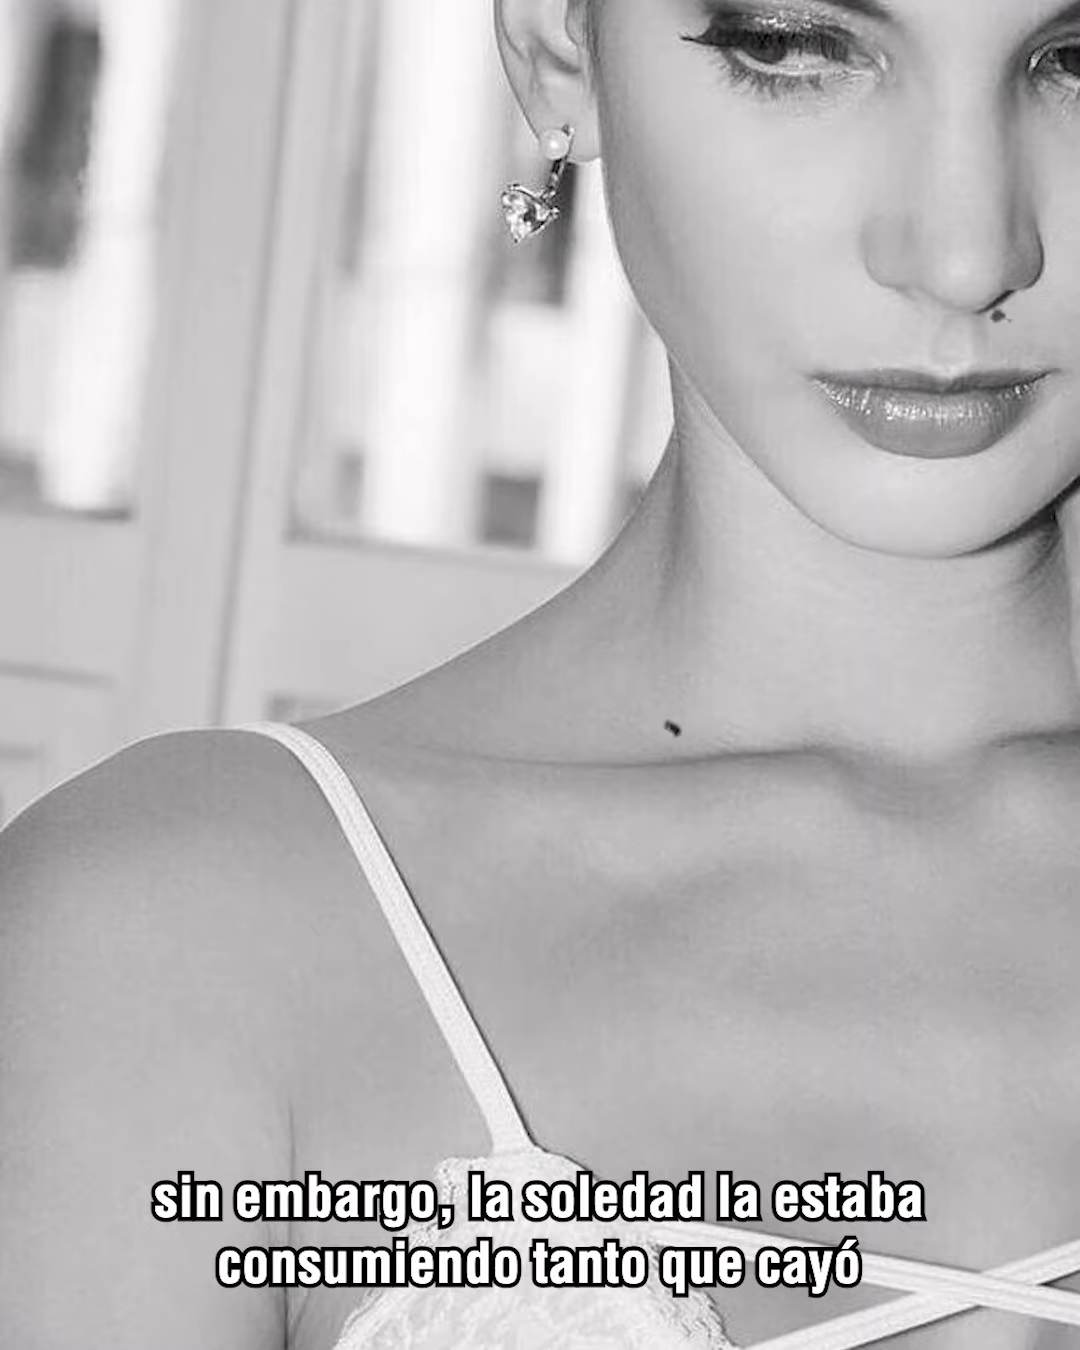 sin embargo, la soledad la estaba
consumiendo tanto que cayó